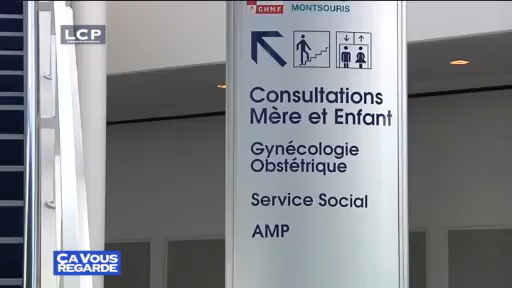 LCP
GHMF
MONTSOURIS
Consultations
Mère et Enfant
Gynécologie
Obstétrique
Service Social
AMP
ÇA VOUS
REGARDE